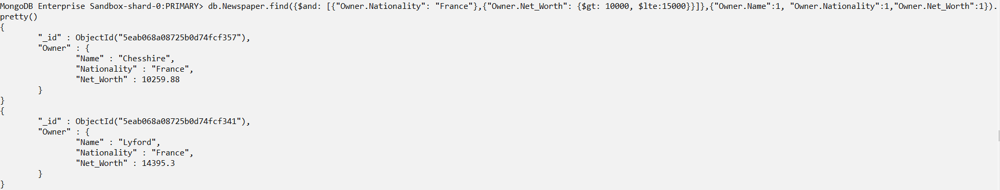 MongoDB Enterprise Sandbox-shard-0:PRIMARY> db.Newspaper.find({$and: [{"Owner.Nationality": "France"},{"Owner.Net_Worth": {$gt: 10000, $lte:15000}}]},{"Owner.Name":1, "Owner.Nationality":1,"Owner.Net_Worth":1}).
pretty()
{
        "_id" : ObjectId("5eab068a08725b0d74fcf357"),
        "Owner" : {
                "Name" : "Chesshire",
                "Nationality" : "France",
                "Net_Worth" : 10259.88
        }
}
{
        "_id" : ObjectId("5eab068a08725b0d74fcf341"),
        "Owner" : {
                "Name" : "Lyford",
                "Nationality" : "France",
                "Net_Worth" : 14395.3
        }
}